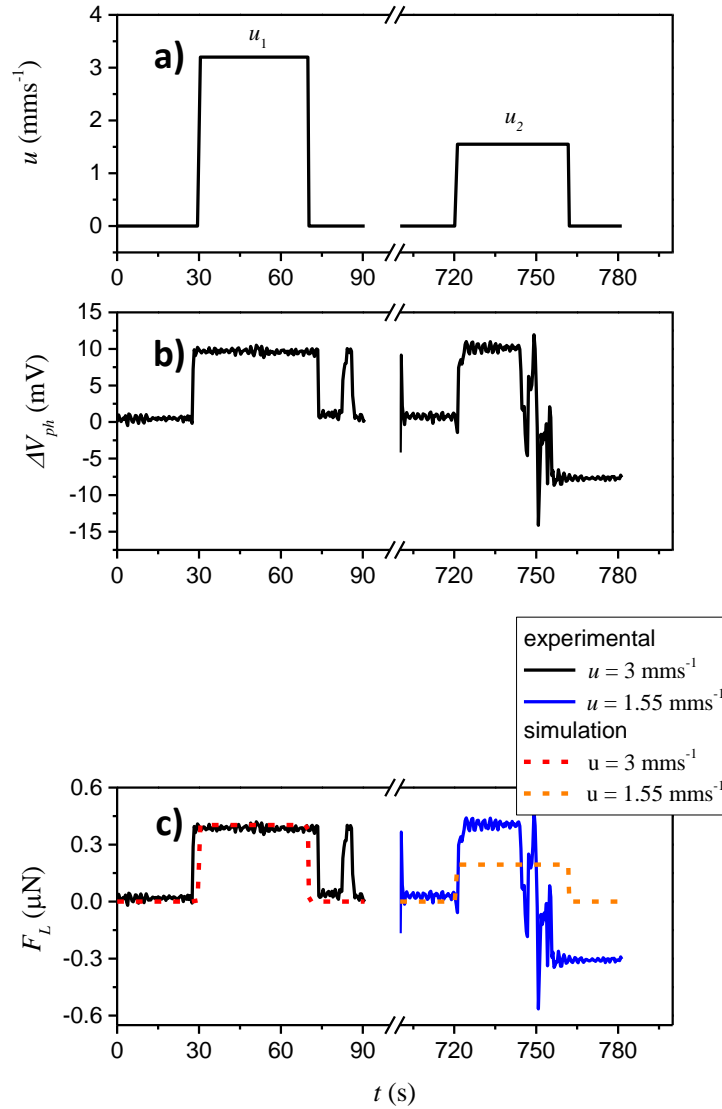 4
3
2
1
0
u (mms⁻¹)
a)
u₁
u₂
0 30 60 90 720 750 780
15
10
5
0
-5
-10
-15
ΔV_ph (mV)
b)
0 30 60 90 720 750 780
experimental
u = 3 mms⁻¹
u = 1.55 mms⁻¹
simulation
u = 3 mms⁻¹
u = 1.55 mms⁻¹
0.6
0.3
0.0
-0.3
-0.6
F_L (μN)
c)
0 30 60 90 720 750 780
t (s)